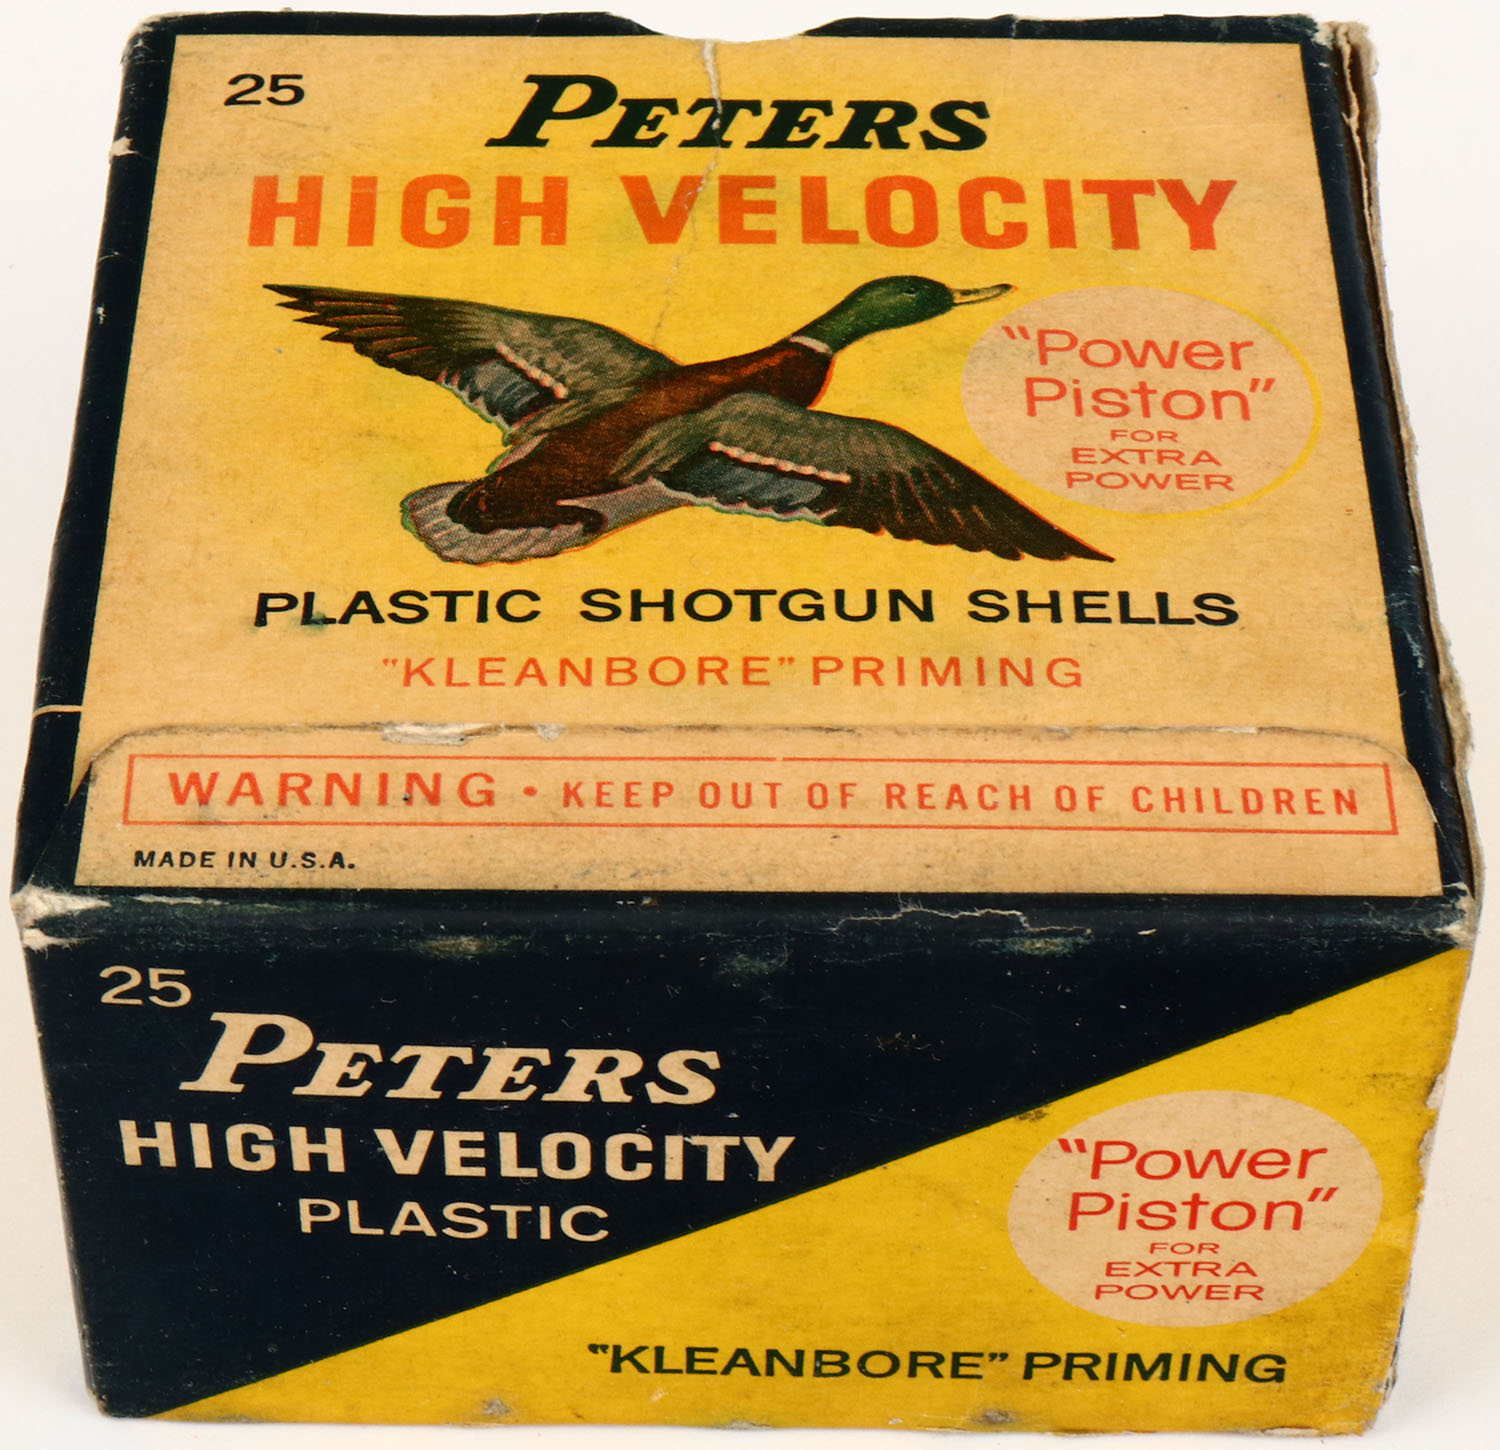 25
PETERS
HIGH VELOCITY
"Power
Piston"
FOR
EXTRA
POWER
PLASTIC SHOTGUN SHELLS
"KLEANBORE" PRIMING
WARNING • KEEP OUT OF REACH OF CHILDREN
MADE IN U.S.A.
25
PETERS
HIGH VELOCITY
PLASTIC
"Power
Piston"
FOR
EXTRA
POWER
"KLEANBORE" PRIMING